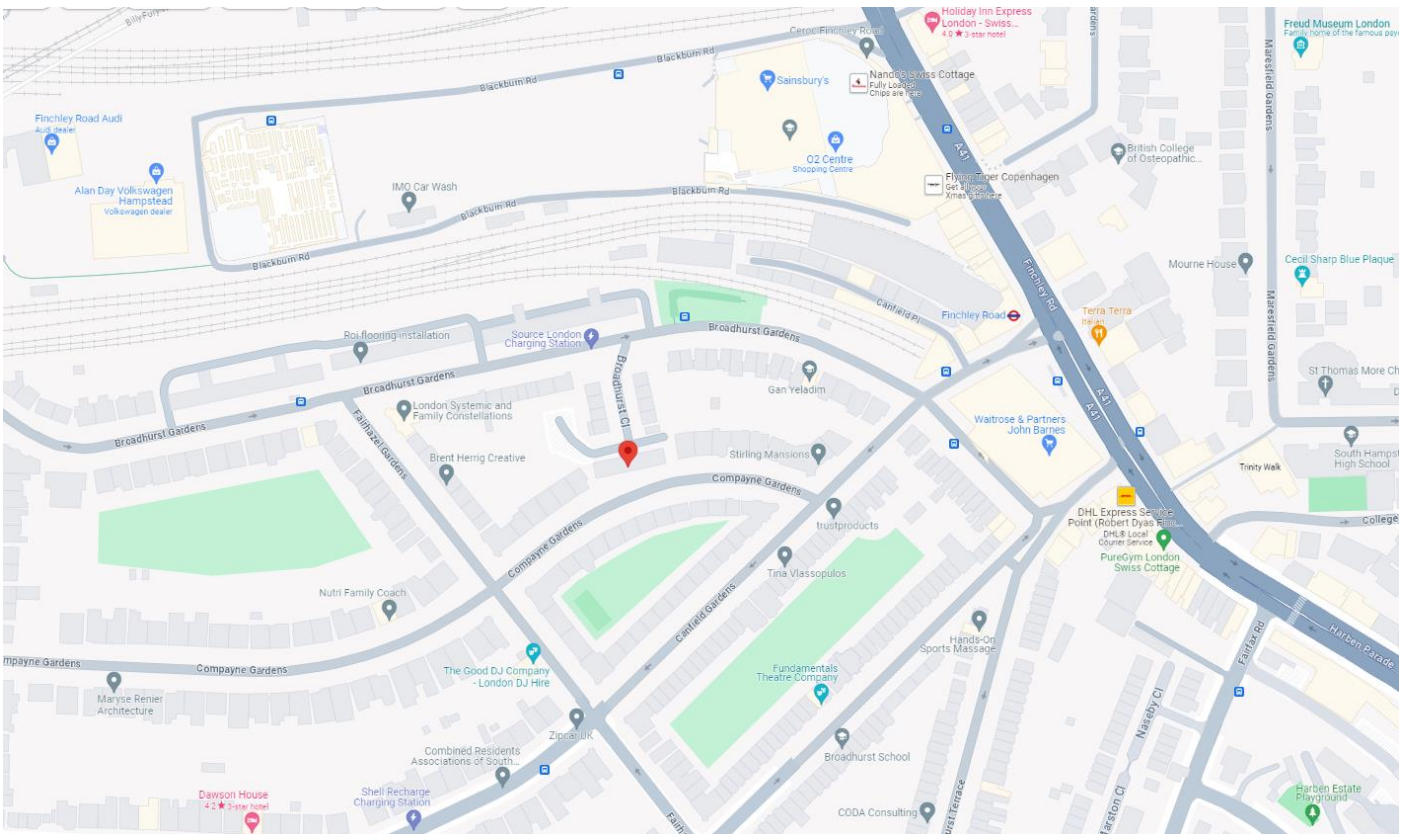 Billy Fury
Blackburn Rd
Blackburn Rd
Ceroc Finchley Road
Holiday Inn Express
London - Swiss...
4.0 ★ 3-star hotel
Freud Museum London
Family home of the famous psy
Maresfield Gardens
Sainsbury's
Nando's Swiss Cottage
Fully Loaded
Chips are here
Finchley Road Audi
Audi dealer
O2 Centre
Shopping Centre
A41
British College
of Osteopathic...
Alan Day Volkswagen
Hampstead
Volkswagen dealer
IMO Car Wash
Flying Tiger Copenhagen
Blackburn Rd
Blackburn Rd
Blackburn Rd
Mourne House
Cecil Sharp Blue Plaque
Finchley Rd
Maresfield Gardens
Canfield Pl
Finchley Road
Terra Terra
Italian
Roi flooring installation
Source London
Charging Station
Broadhurst Gardens
Broadhurst Cl
Gan Yeladim
St Thomas More Ch
Broadhurst Gardens
A41
A41
London Systemic and
Family Constellations
Waitrose & Partners
John Barnes
Broadhurst Gardens
Fairhazel Gardens
Brent Herrig Creative
Stirling Mansions
South Hampst
High School
Trinity Walk
Compayne Gardens
trustproducts
DHL Express Service
Point (Robert Dyas Finc...
DHL® Local
Courier Service
College
Compayne Gardens
Tina Vlassopulos
PureGym London
Swiss Cottage
Nutri Family Coach
Canfield Gardens
Hands-On
Sports Massage
Fairfax Rd
Harben Parade
mpayne Gardens
Compayne Gardens
The Good DJ Company
- London DJ Hire
Fundamentals
Theatre Company
Maryse Renier
Architecture
Naseby Cl
Zipcar UK
Combined Residents
Associations of South...
Broadhurst School
Dawson House
4.2 ★ 3-star hotel
Shell Recharge
Charging Station
CODA Consulting
urst Terrace
Marston Cl
Harben Estate
Playground